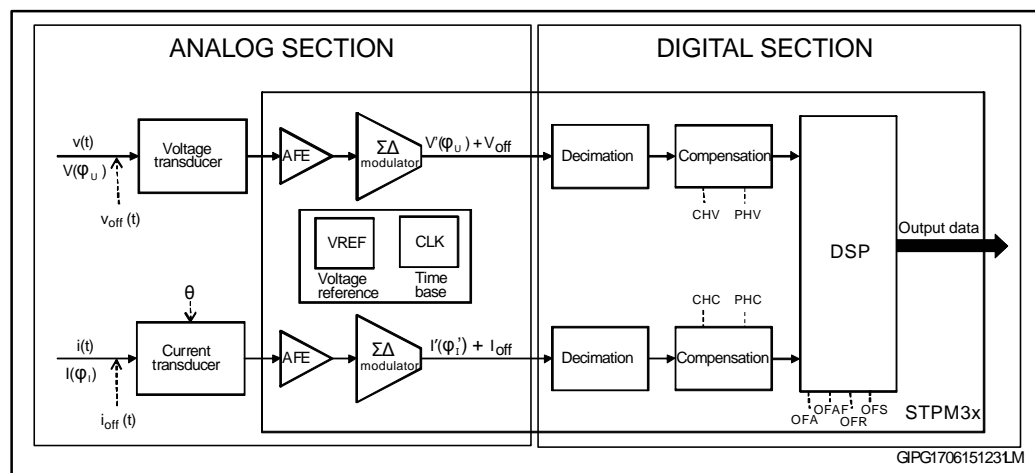 ANALOG SECTION
DIGITAL SECTION
v(t)
V(φU)
voff (t)
Voltage
transducer
AFE
ΣΔ
modulator
V'(φU) + Voff
Decimation
Compensation
CHV
PHV
VREF
CLK
Voltage
reference
Time
base
DSP
Output data
θ
i(t)
I(φI)
ioff (t)
Current
transducer
AFE
ΣΔ
modulator
I'(φI') + Ioff
Decimation
CHC
PHC
Compensation
OFA
OFAF
OFR
OFS
STPM3x
GIPG1706151231LM